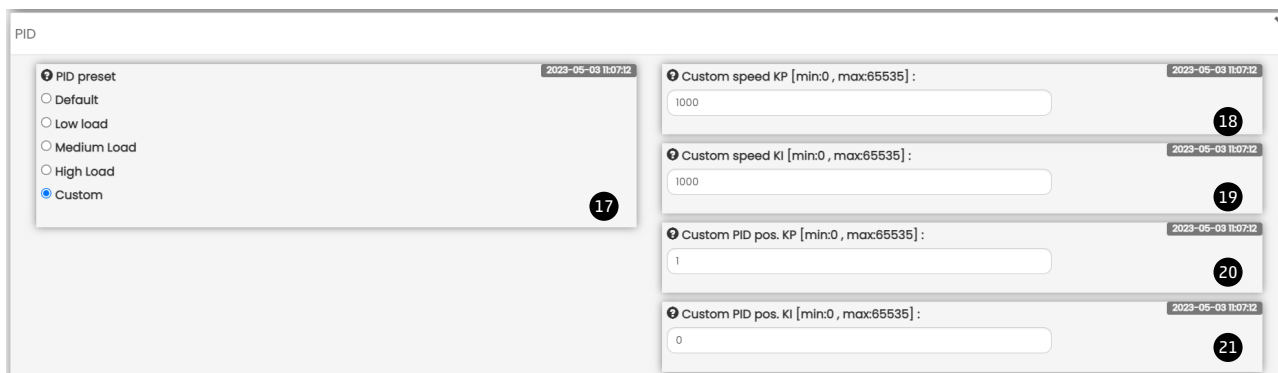 PID
PID preset
2023-05-03 11:07:12
Default
Low load
Medium Load
High Load
Custom
17
Custom speed KP [min:0 , max:65535] :
2023-05-03 11:07:12
1000
18
Custom speed KI [min:0 , max:65535] :
2023-05-03 11:07:12
1000
19
Custom PID pos. KP [min:0 , max:65535] :
2023-05-03 11:07:12
1
20
Custom PID pos. KI [min:0 , max:65535] :
2023-05-03 11:07:12
0
21